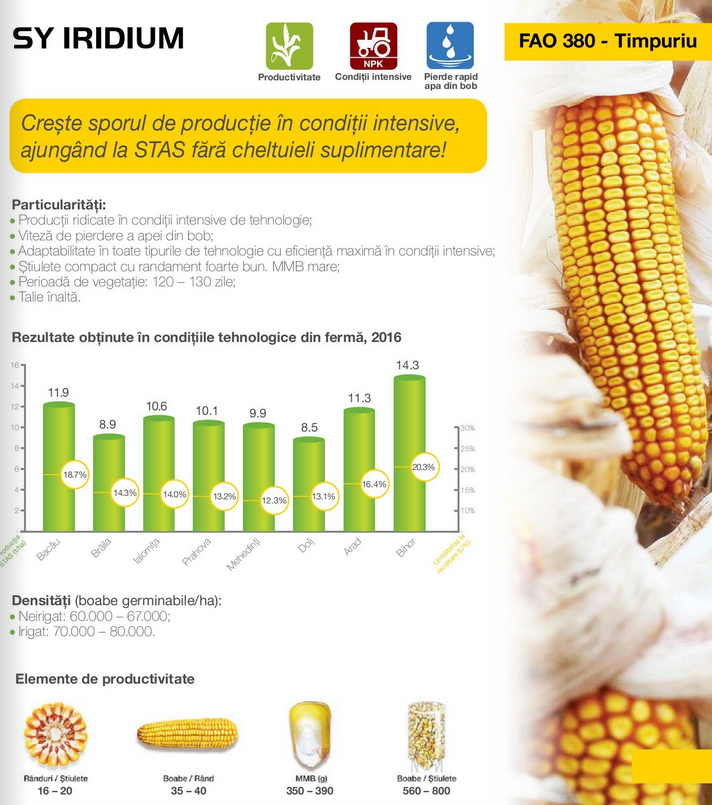 SY IRIDIUM
Productivitate
NPK
Condiții intensive
Pierde rapid
apa din bob
FAO 380 - Timpuriu
Crește sporul de producție în condiții intensive,
ajungând la STAS fără cheltuieli suplimentare!
Particularități:
• Producții ridicate în condiții intensive de tehnologie;
• Viteză de pierdere a apei din bob;
• Adaptabilitate în toate tipurile de tehnologie cu eficiență maximă în condiții intensive;
• Știulete compact cu randament foarte bun. MMB mare;
• Perioadă de vegetație: 120 – 130 zile;
• Talie înaltă.
Rezultate obținute în condițiile tehnologice din fermă, 2016
16
14
12
10
8
6
4
2
11.9
8.9
10.6
10.1
9.9
8.5
11.3
14.3
18.7%
14.3%
14.0%
13.2%
12.3%
13.1%
16.4%
20.3%
30%
25%
20%
15%
10%
STAS (t/ha)
Bacău
Brăila
Ialomița
Prahova
Mehedinți
Dolj
Arad
Bihor
Umiditatea la
recoltare (U%)
Densități (boabe germinabile/ha):
• Neirigat: 60.000 – 67.000;
• Irigat: 70.000 – 80.000.
Elemente de productivitate
Rânduri / Știulete
16 – 20
Boabe / Rând
35 – 40
MMB (g)
350 – 390
Boabe / Știulete
560 – 800